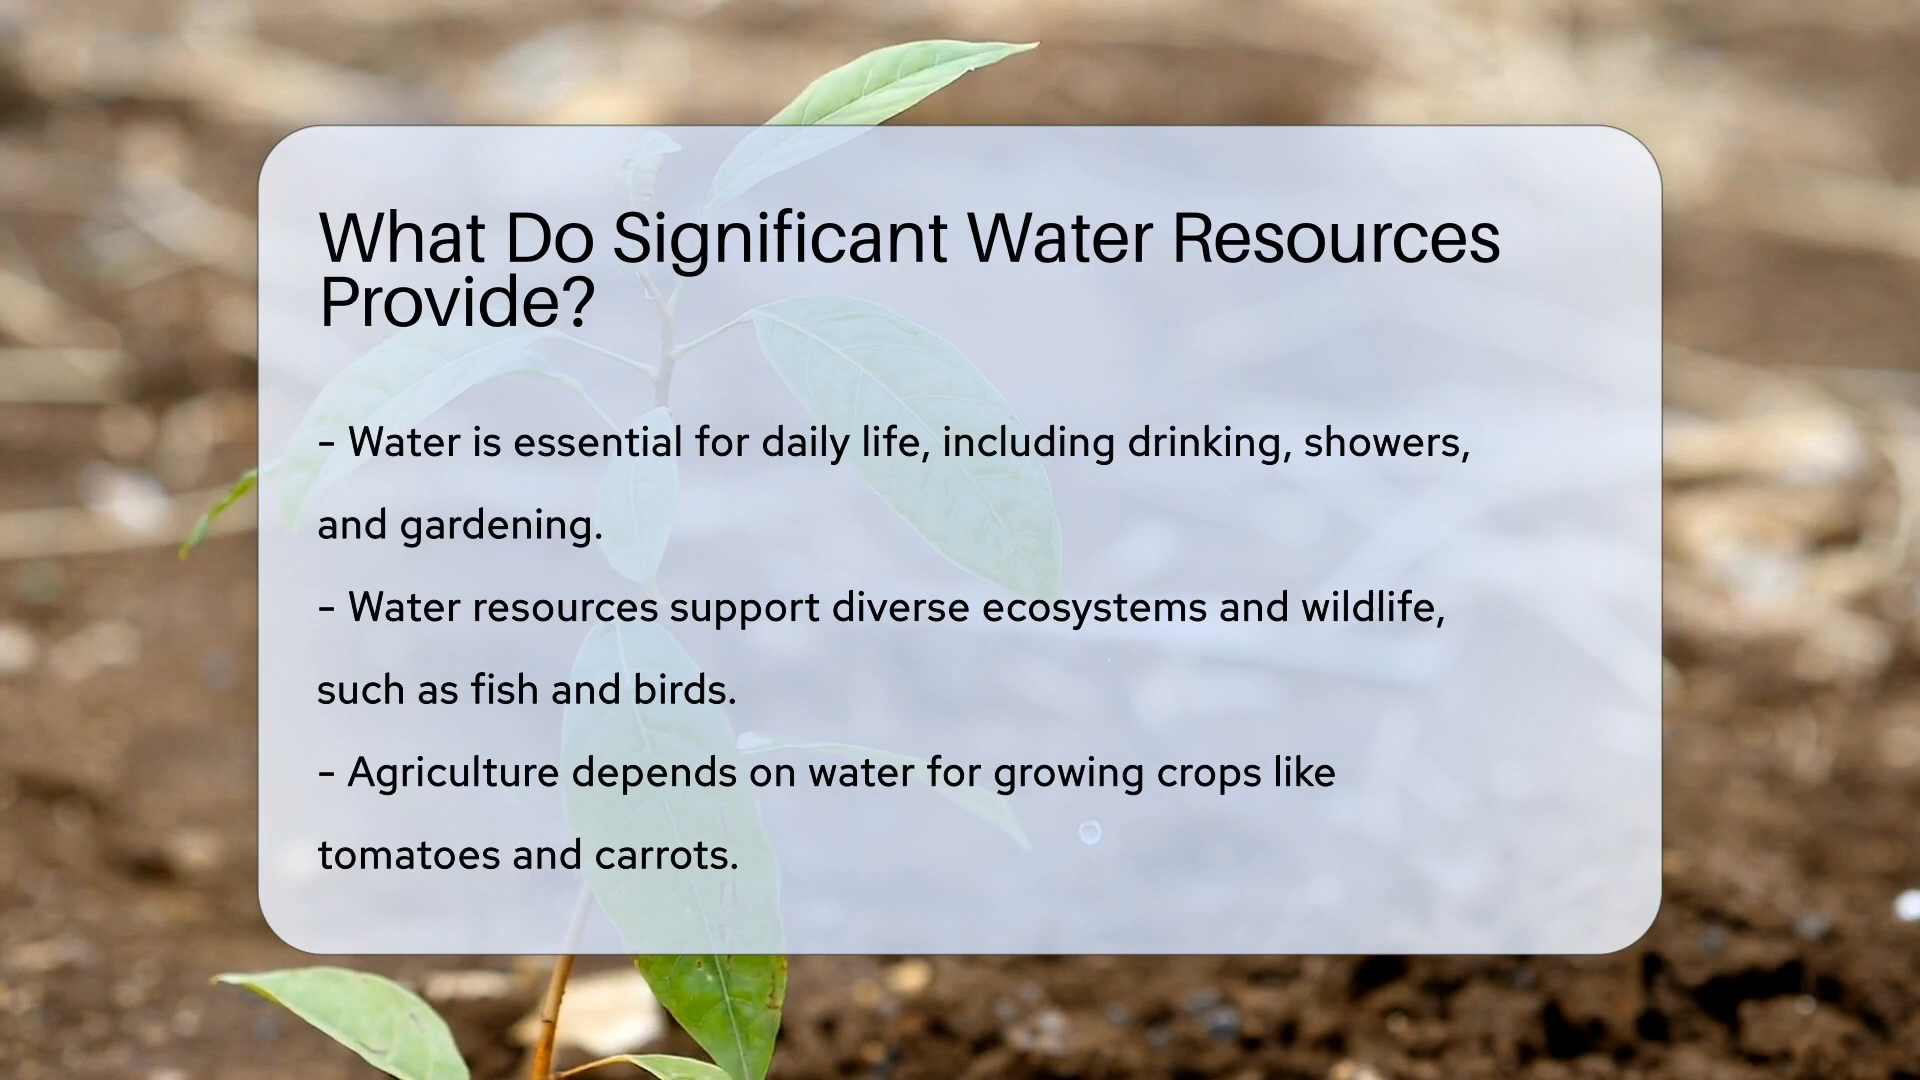 What Do Significant Water Resources
Provide?
- Water is essential for daily life, including drinking, showers,
and gardening.
- Water resources support diverse ecosystems and wildlife,
such as fish and birds.
- Agriculture depends on water for growing crops like
tomatoes and carrots.